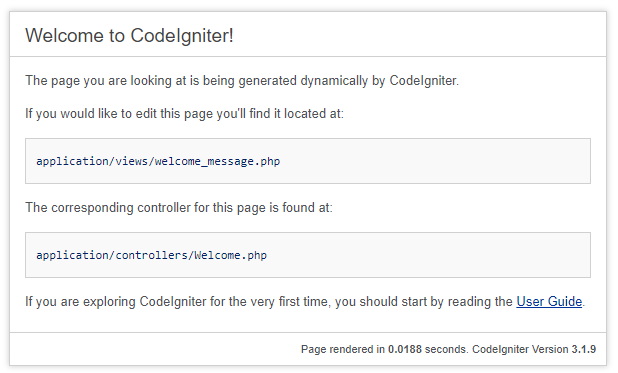 Welcome to CodeIgniter!
The page you are looking at is being generated dynamically by CodeIgniter.
If you would like to edit this page you'll find it located at:
application/views/welcome_message.php
The corresponding controller for this page is found at:
application/controllers/Welcome.php
If you are exploring CodeIgniter for the very first time, you should start by reading the User Guide.
Page rendered in 0.0188 seconds. CodeIgniter Version 3.1.9